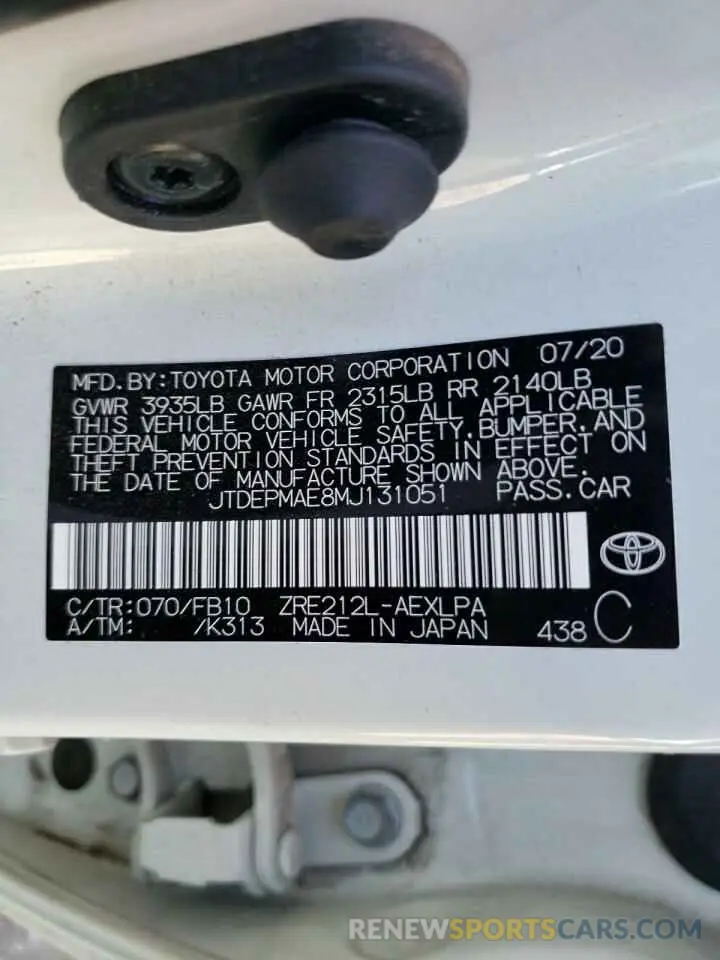 MFD. BY: TOYOTA MOTOR CORPORATION 07/20
GVWR 3935LB GAWR FR 2315LB RR 2140LB
THIS VEHICLE CONFORMS TO ALL APPLICABLE
FEDERAL MOTOR VEHICLE SAFETY, BUMPER, AND
THEFT PREVENTION STANDARDS IN EFFECT ON
THE DATE OF MANUFACTURE SHOWN ABOVE.
JTDEPMAE8MJ131051 PASS. CAR
C/TR: 070/FB10 ZRE212L-AEXLPA
A/TM: /K313 MADE IN JAPAN 438 C
RENEWSPORTSCARS.COM